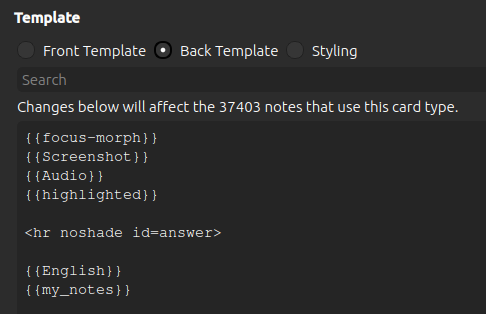 Template
Front Template Back Template Styling
Search
Changes below will affect the 37403 notes that use this card type.
{{focus-morph}}
{{Screenshot}}
{{Audio}}
{{highlighted}}
<hr noshade id=answer>
{{English}}
{{my_notes}}